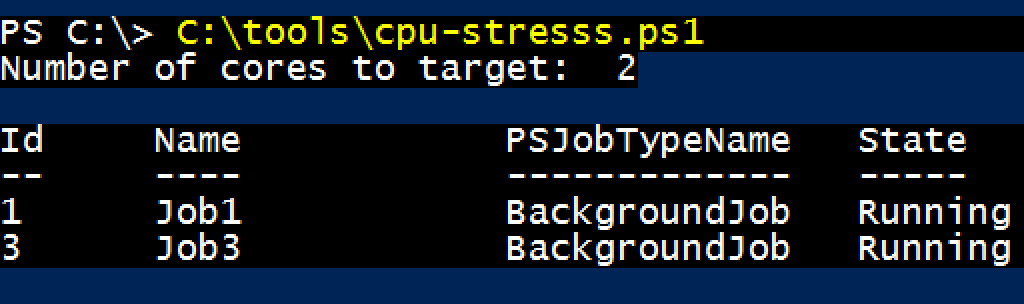 PS C:\> C:\tools\cpu-stresss.ps1
Number of cores to target:  2
Id     Name            PSJobTypeName   State
--     ----            -------------   -----
1      Job1            BackgroundJob   Running
3      Job3            BackgroundJob   Running